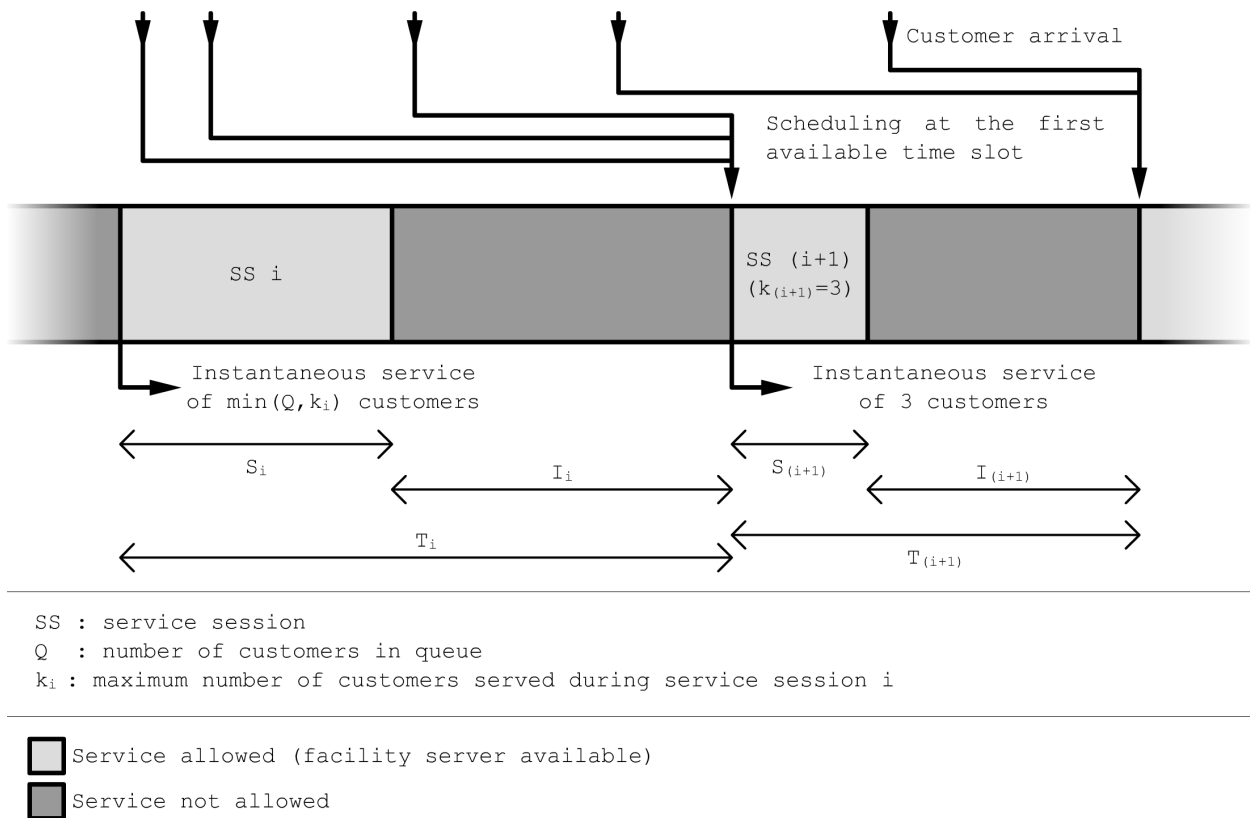 Customer arrival
Scheduling at the first
available time slot
SS i
SS (i+1)
(k(i+1)=3)
Instantaneous service
of min(Q,ki) customers
Instantaneous service
of 3 customers
Si
S(i+1)
Ii
I(i+1)
Ti
T(i+1)
SS : service session
Q : number of customers in queue
ki : maximum number of customers served during service session i
Service allowed (facility server available)
Service not allowed